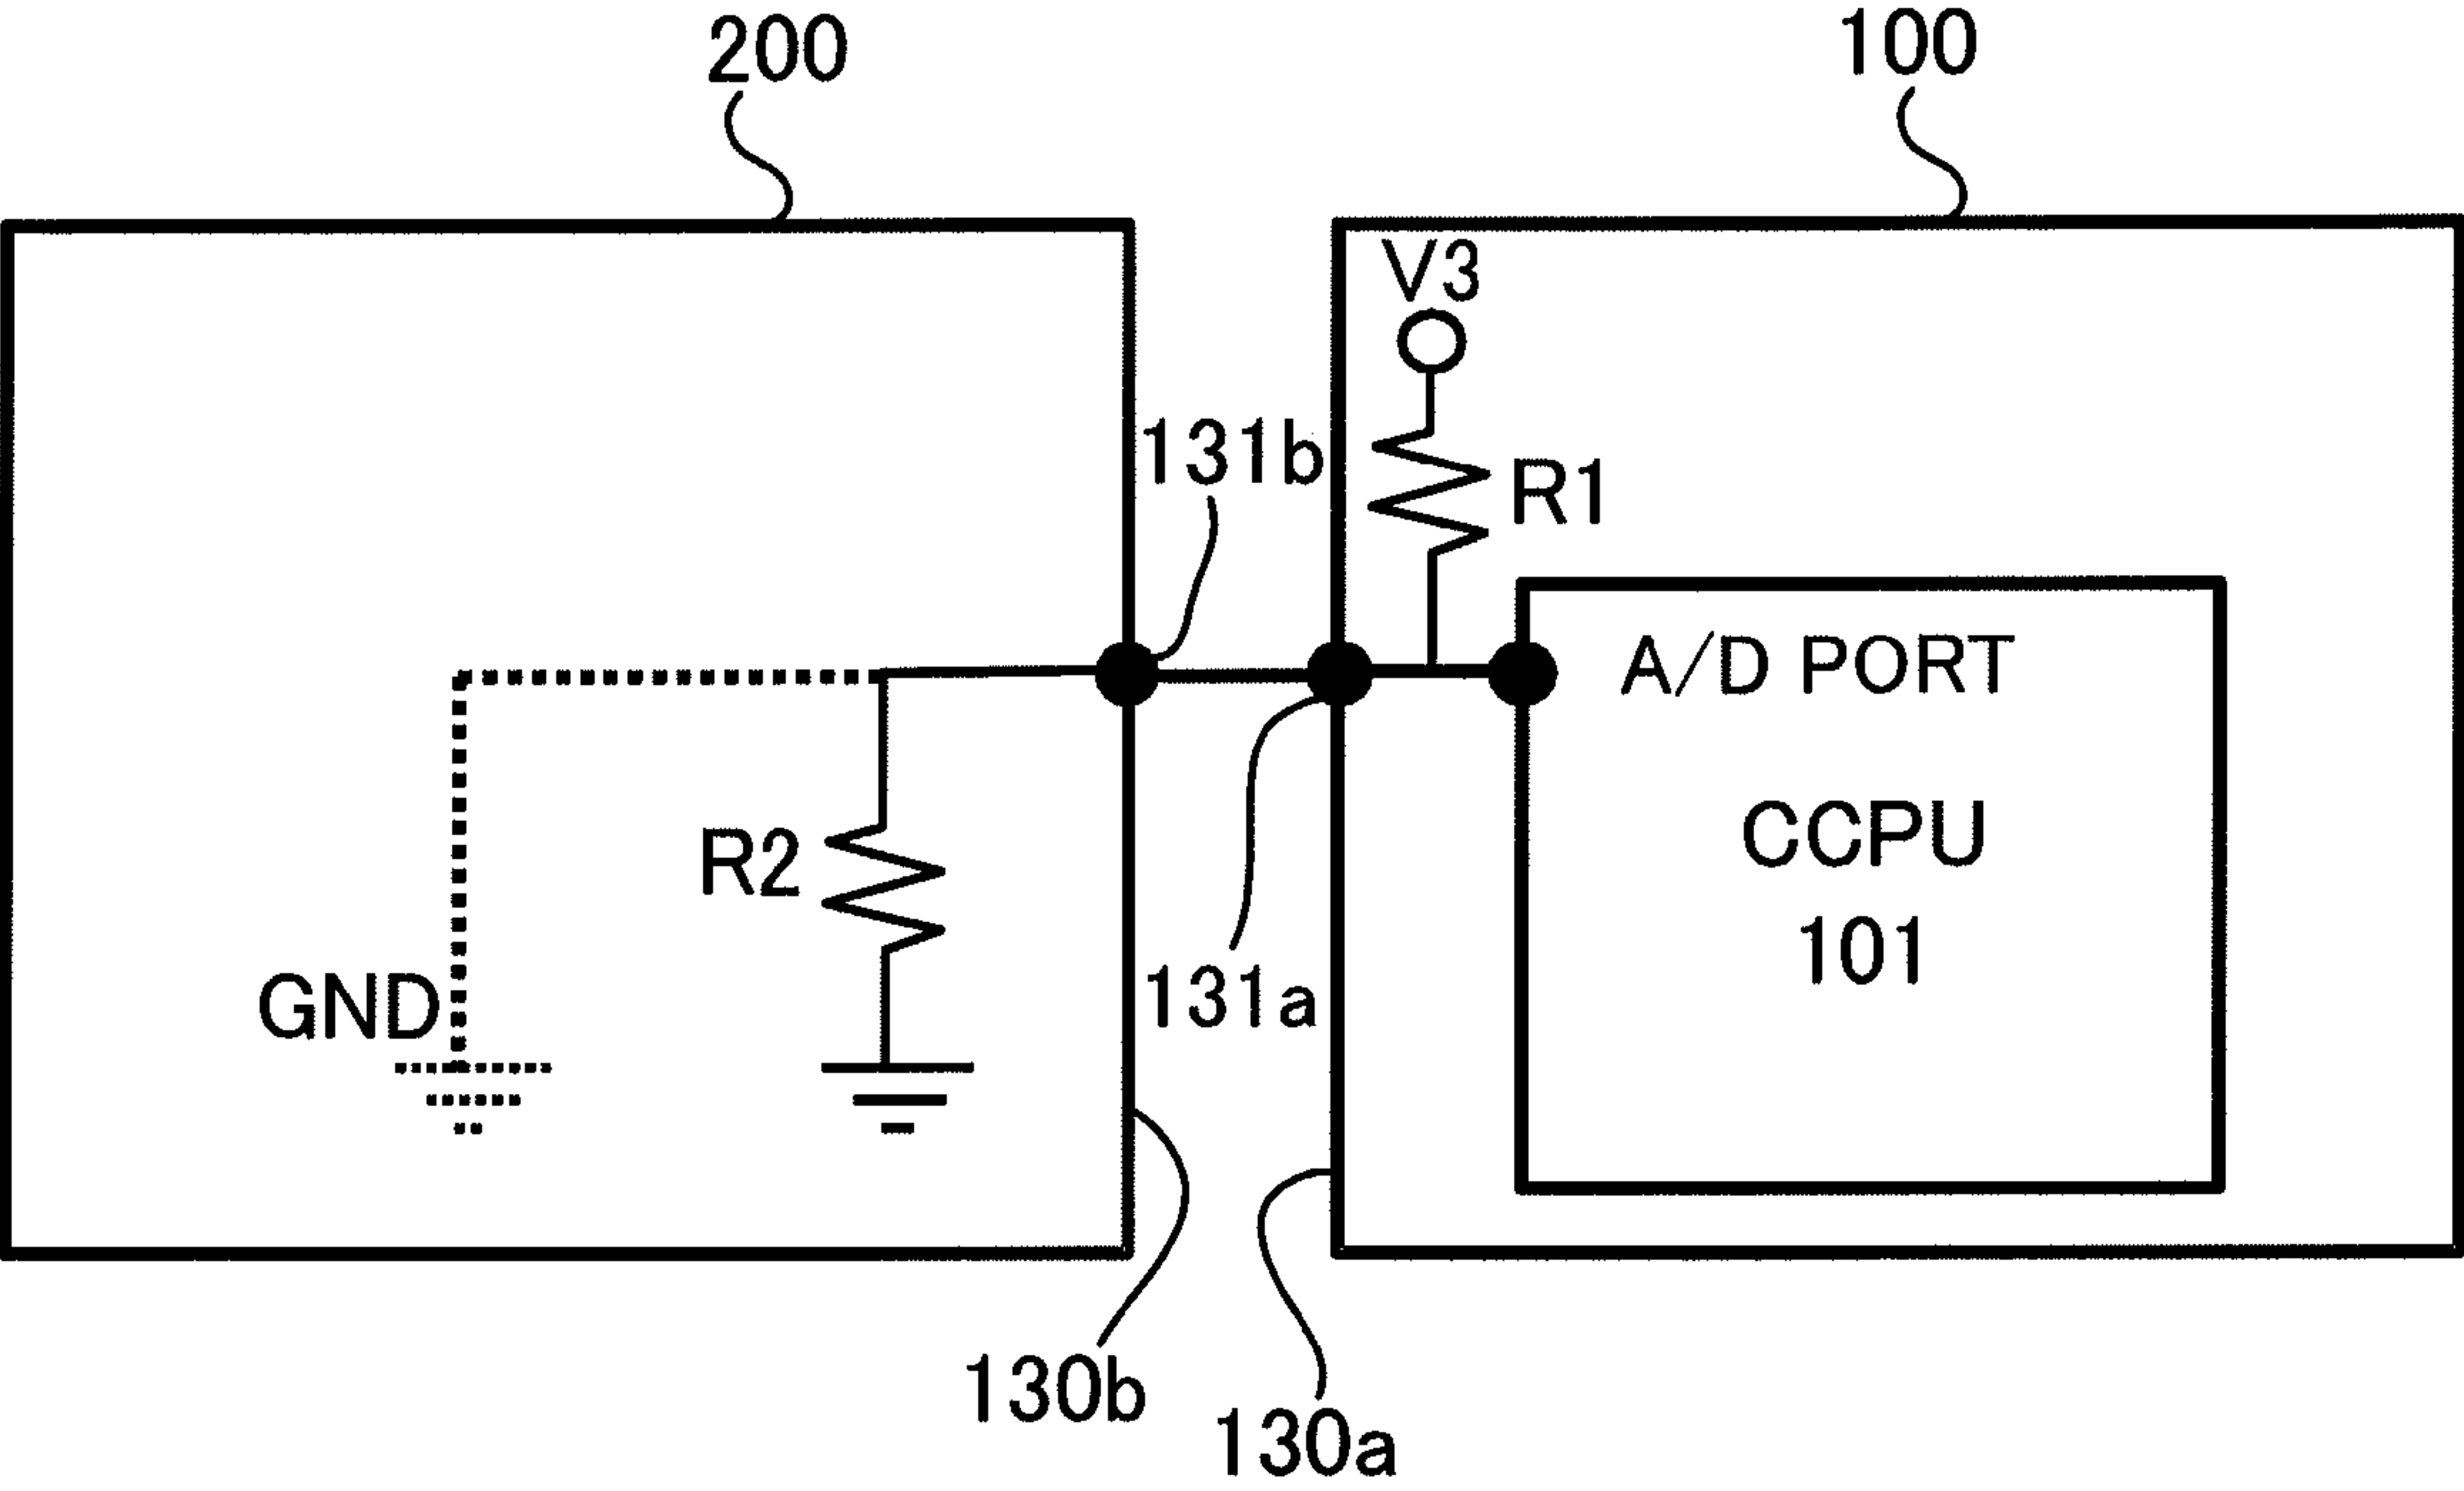 200
100
V3
131b
R1
A/D PORT
R2
CCPU
101
GND
131a
130b
130a